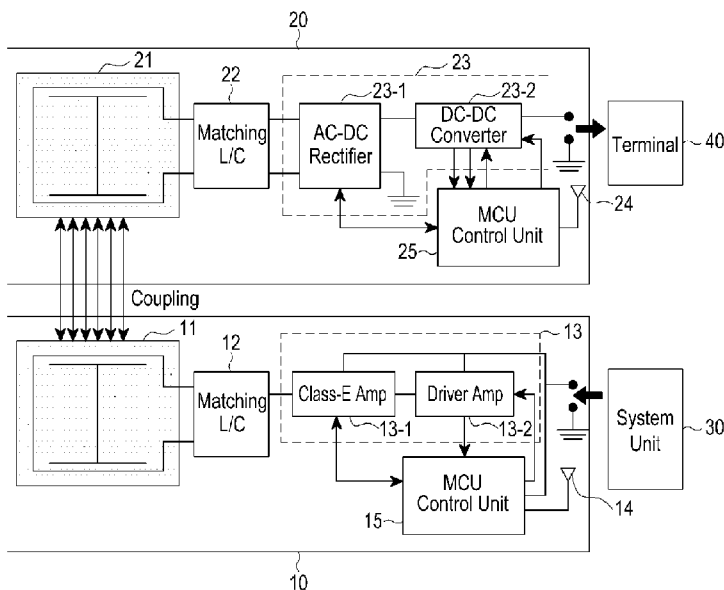 20
21
22
23
23-1
23-2
Matching
L/C
AC-DC
Rectifier
DC-DC
Converter
Terminal
40
MCU
Control Unit
24
25
Coupling
11
12
13
Matching
L/C
Class-E Amp
Driver Amp
13-1
13-2
System
Unit
30
MCU
Control Unit
14
15
10